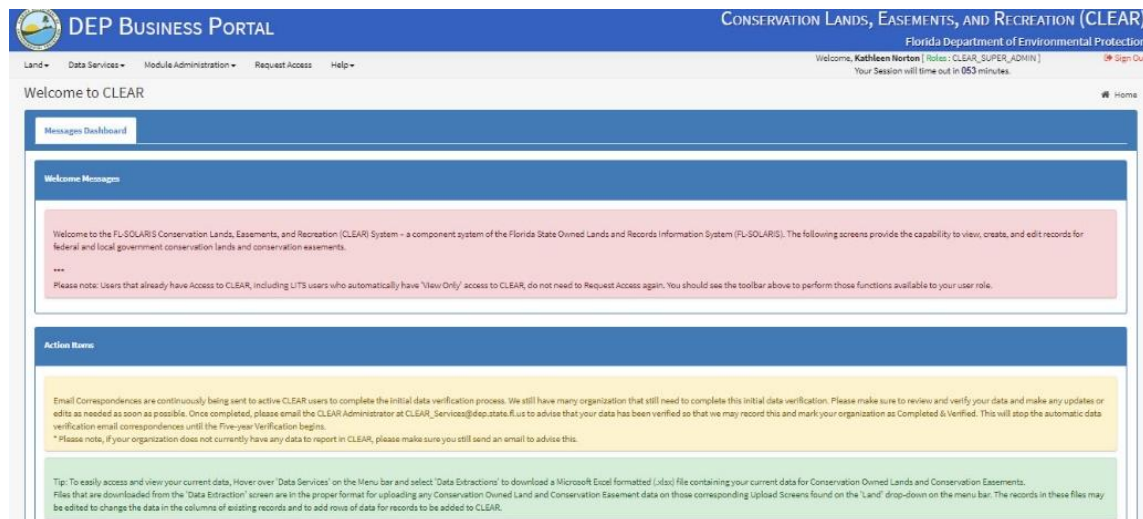 DEP BUSINESS PORTAL
CONSERVATION LANDS, EASEMENTS, AND RECREATION (CLEAR)
Florida Department of Environmental Protection
Land Data Services Module Administration Request Access Help
Welcome, Kathleen Norton [ Roles : CLEAR_SUPER_ADMIN ]
Sign Ou
Your Session will time out in 053 minutes.
Welcome to CLEAR
Home
Messages Dashboard
Welcome Messages
Welcome to the FL-SOLARIS Conservation Lands, Easements, and Recreation (CLEAR) System – a component system of the Florida State Owned Lands and Records Information System (FL-SOLARIS). The following screens provide the capability to view, create, and edit records for
federal and local government conservation lands and conservation easements.
***
Please note: Users that already have Access to CLEAR, including LITS users who automatically have 'View Only' access to CLEAR, do not need to Request Access again. You should see the toolbar above to perform those functions available to your user role.
Action Items
Email Correspondences are continuously being sent to active CLEAR users to complete the initial data verification process. We still have many organization that still need to complete this initial data verification. Please make sure to review and verify your data and make any updates or
edits as needed as soon as possible. Once completed, please email the CLEAR Administrator at CLEAR_Services@dep.state.fl.us to advise that your data has been verified so that we may record this and mark your organization as Completed & Verified. This will stop the automatic data
verification email correspondences until the Five-year Verification begins.
* Please note, if your organization does not currently have any data to report in CLEAR, please make sure you still send an email to advise this.
Tip: To easily access and view your current data, Hover over 'Data Services' on the Menu bar and select 'Data Extractions' to download a Microsoft Excel formatted (.xlsx) file containing your current data for Conservation Owned Lands and Conservation Easements.
Files that are downloaded from the 'Data Extraction' screen are in the proper format for uploading any Conservation Owned Land and Conservation Easement data on those corresponding Upload Screens found on the 'Land' drop-down on the menu bar. The records in these files may
be edited to change the data in the columns of existing records and to add rows of data for records to be added to CLEAR.